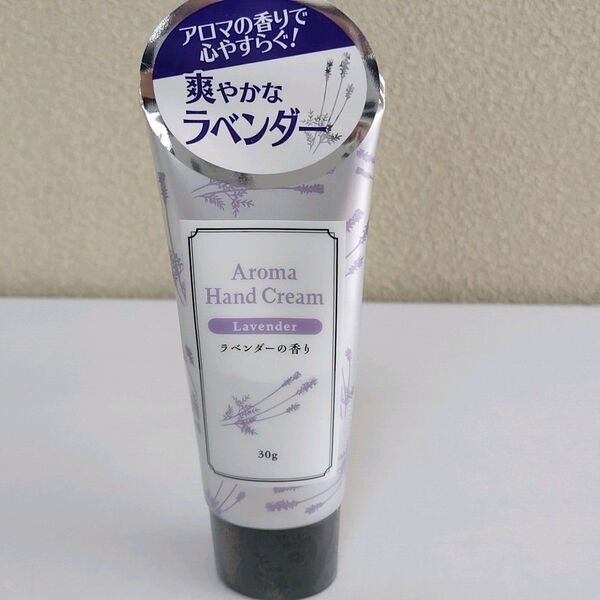 アロマの香りで
心やすらぐ!
爽やかな
ラベンダー
Aroma
Hand Cream
Lavender
ラベンダーの香り
30g